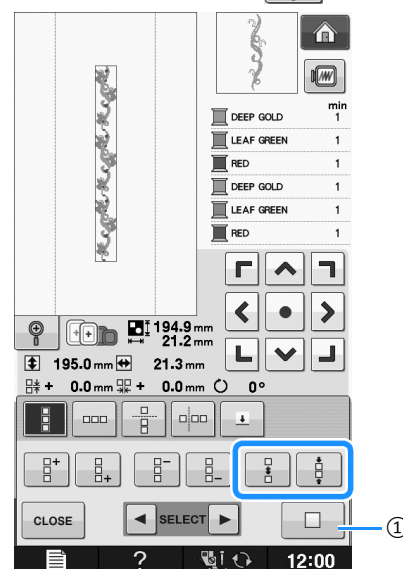 min
DEEP GOLD 1
LEAF GREEN 1
RED 1
DEEP GOLD 1
LEAF GREEN 1
RED 1
194.9 mm
21.2 mm
195.0 mm 21.3 mm
+ 0.0 mm + 0.0 mm 0°
CLOSE SELECT
①
? 12:00